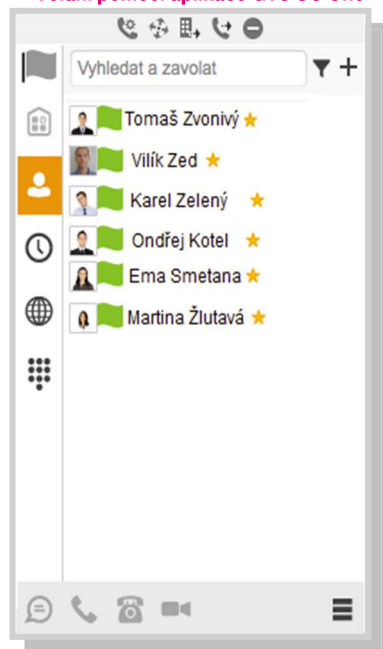 Vyhledat a zavolat
Tomaš Zvonivý
Vilík Zed
Karel Zelený
Ondřej Kotel
Ema Smetana
Martina Žlutavá